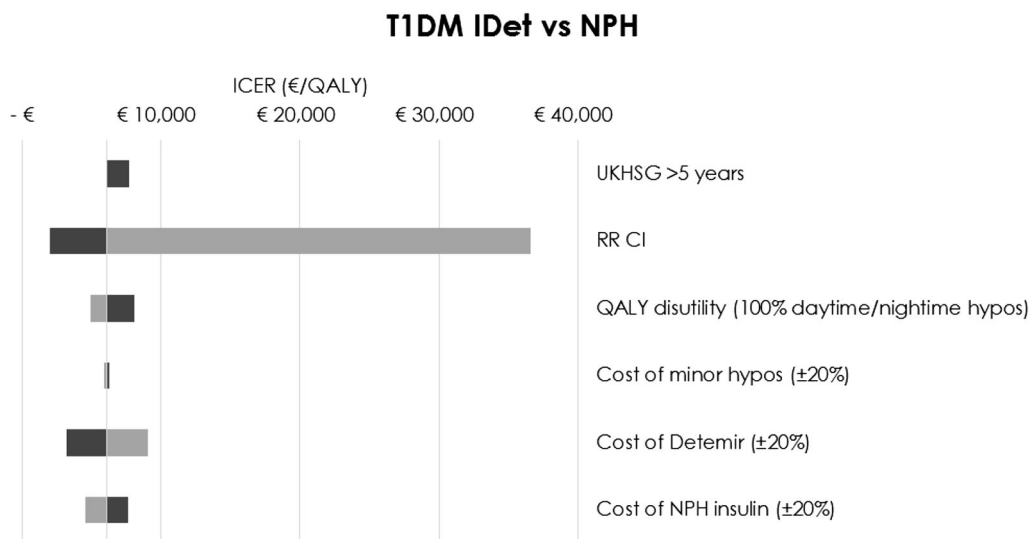 T1DM IDet vs NPH
ICER (€/QALY)
- € € 10,000 € 20,000 € 30,000 € 40,000
UKHSG >5 years
RR CI
QALY disutility (100% daytime/nightime hypos)
Cost of minor hypos (±20%)
Cost of Detemir (±20%)
Cost of NPH insulin (±20%)